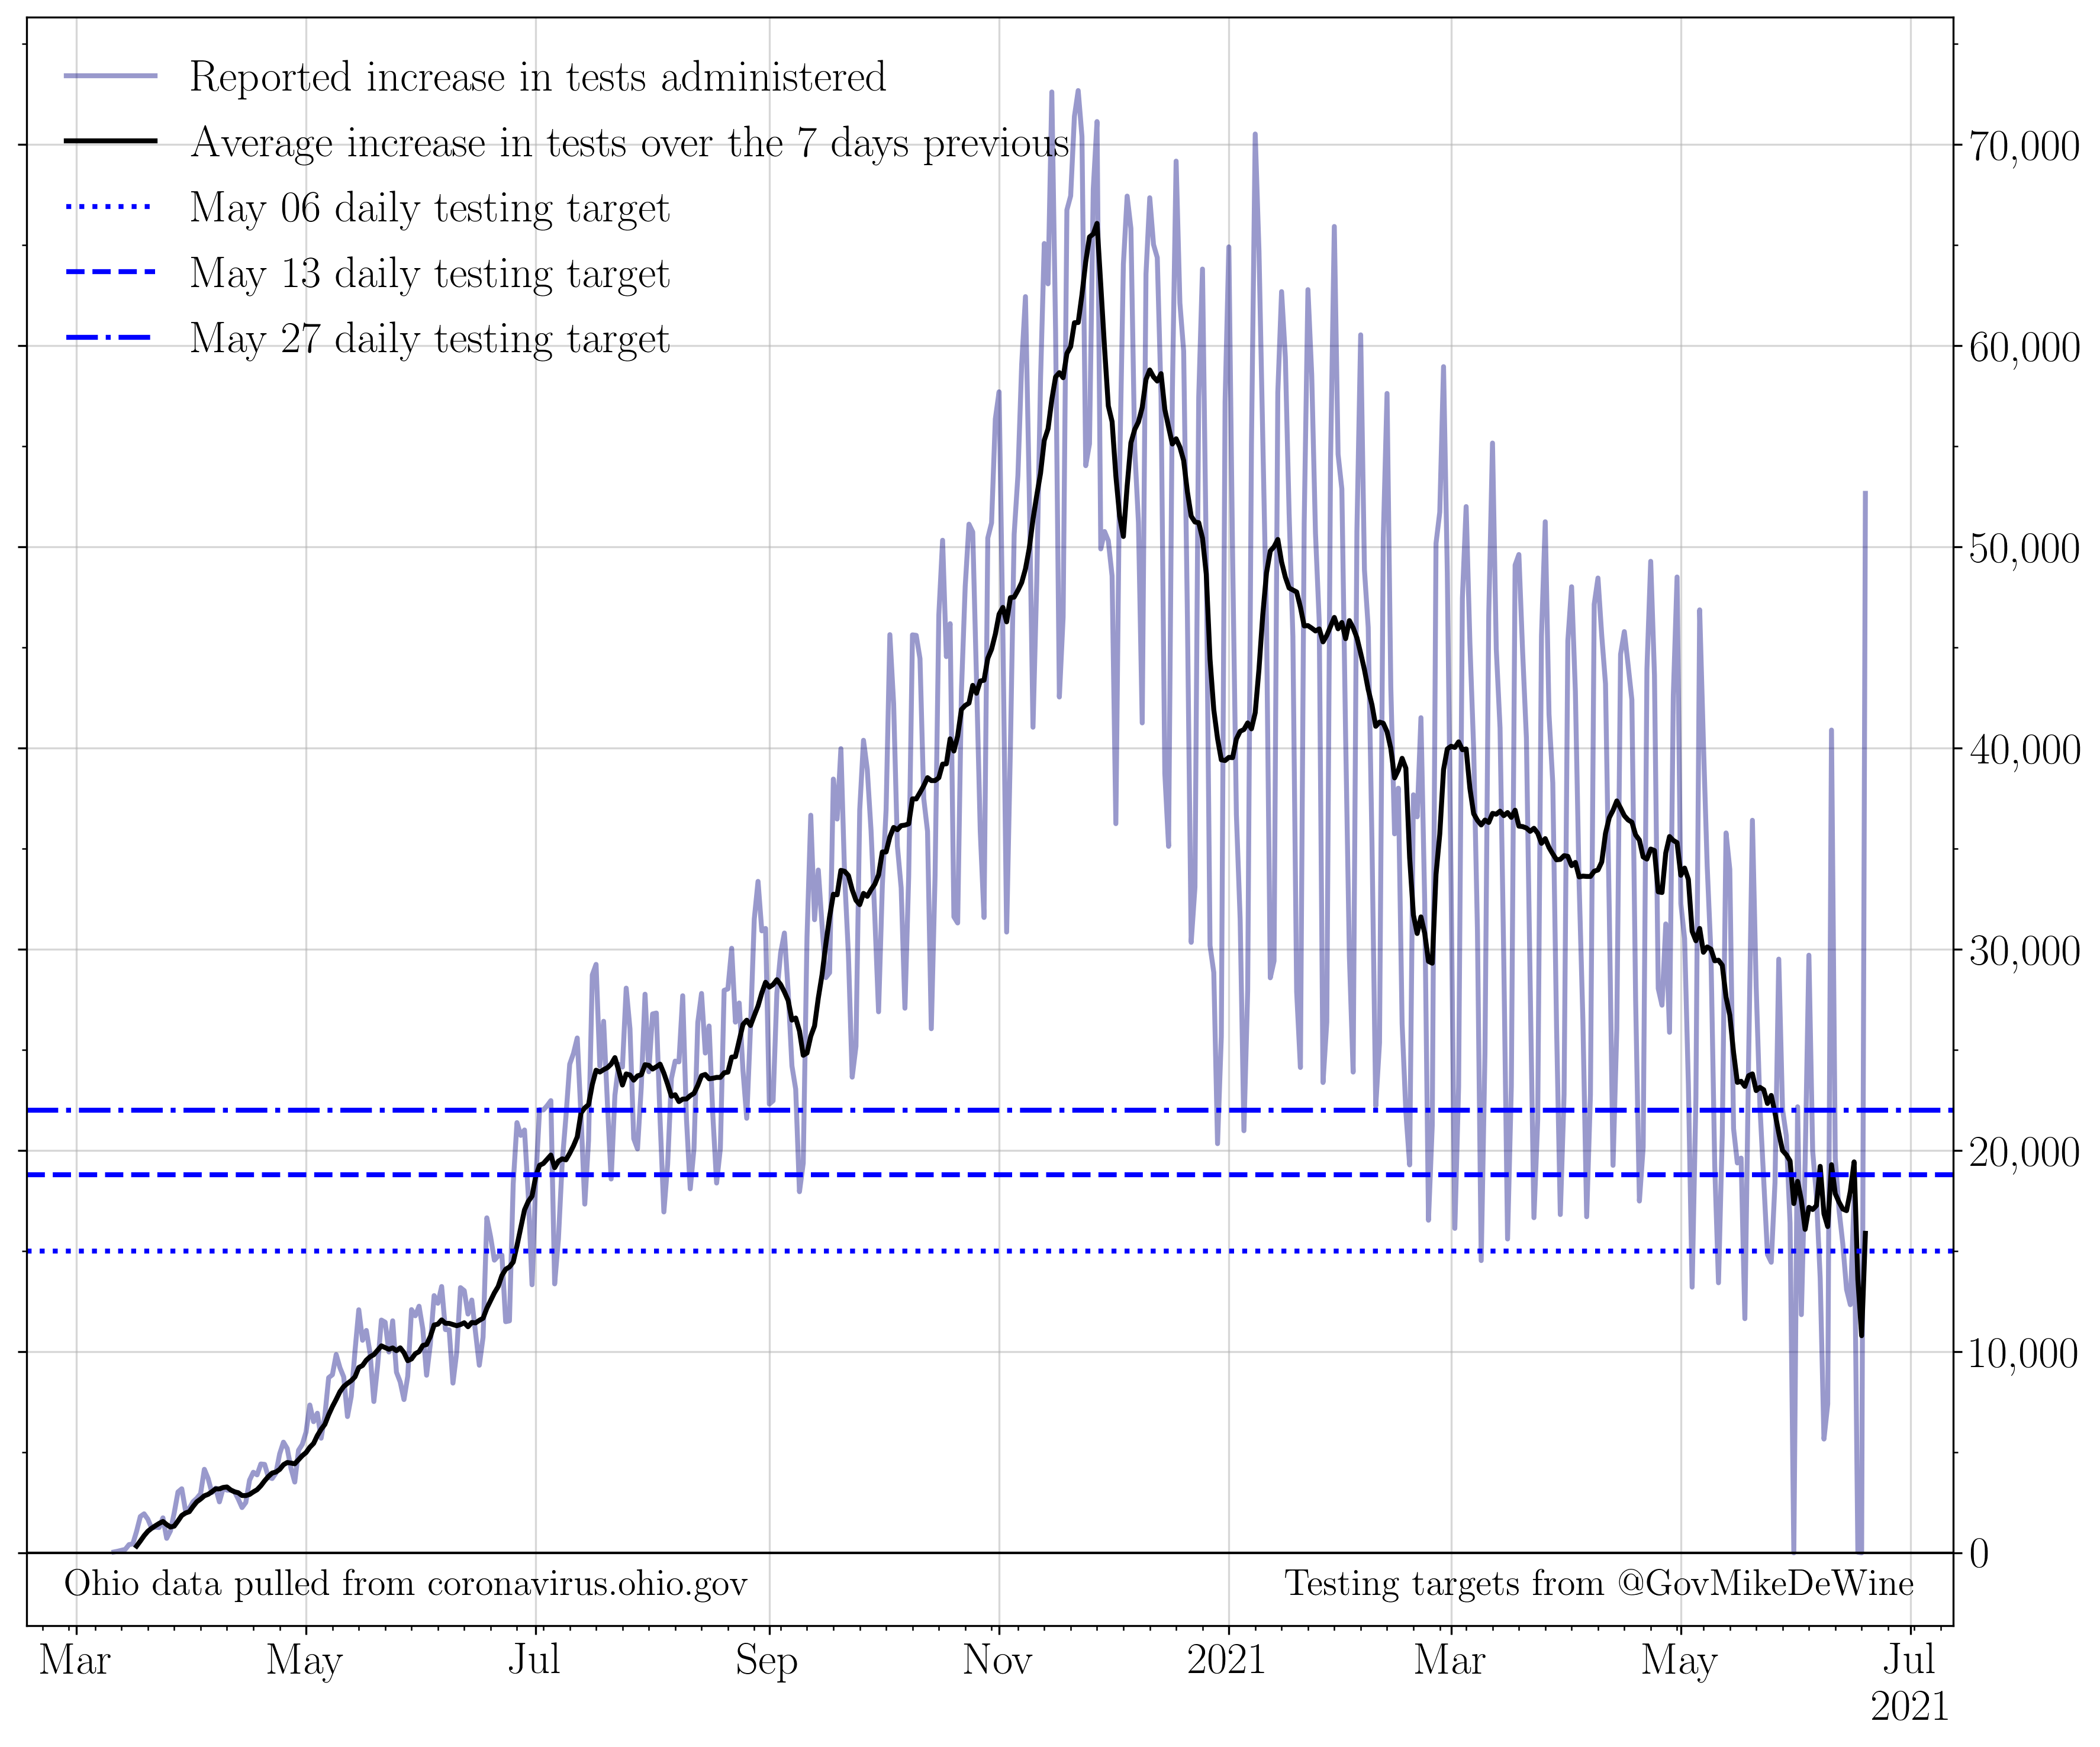 Reported increase in tests administered
Average increase in tests over the 7 days previous
May 06 daily testing target
May 13 daily testing target
May 27 daily testing target
70,000
60,000
50,000
40,000
30,000
20,000
10,000
0
Ohio data pulled from coronavirus.ohio.gov
Testing targets from @GovMikeDeWine
Mar May Jul Sep Nov 2021 Mar May Jul
2021